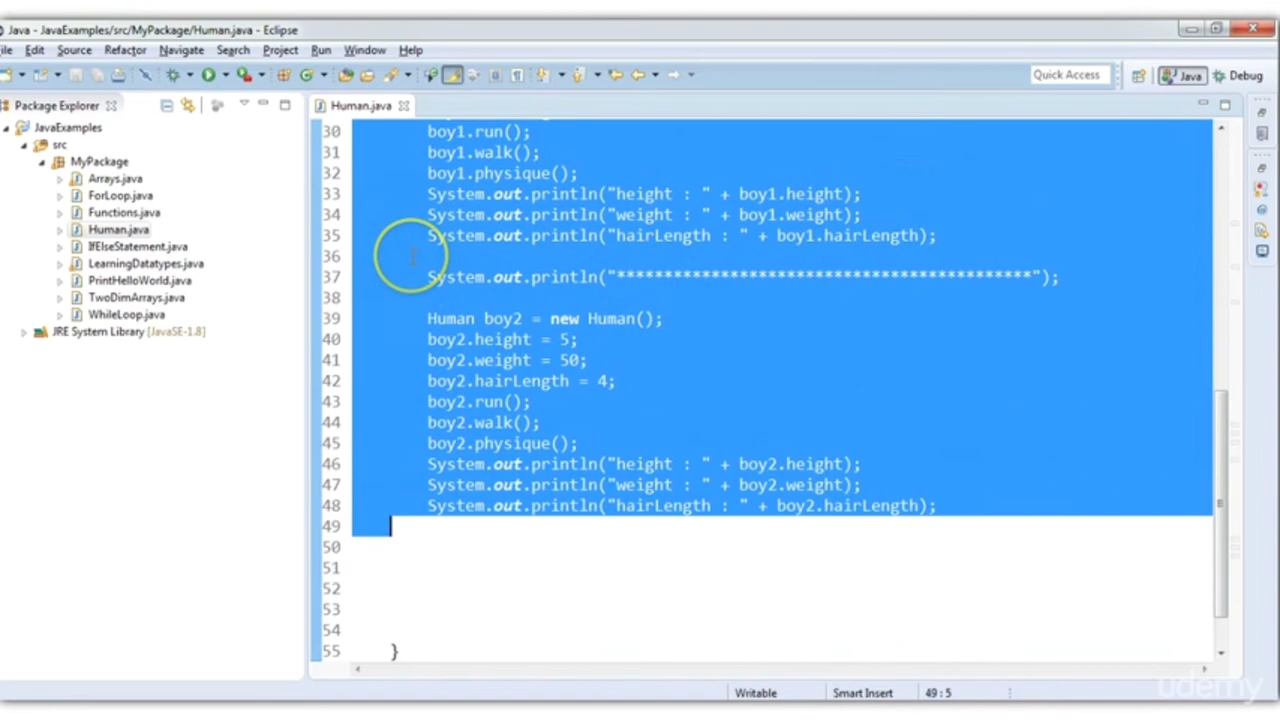 Java - JavaExamples/src/MyPackage/Human.java - Eclipse
ile Edit Source Refactor Navigate Search Project Run Window Help
Quick Access
Java
Debug
Package Explorer
JavaExamples
src
MyPackage
Arrays.java
ForLoop.java
Functions.java
Human.java
IfElseStatement.java
LearningDatatypes.java
PrintHelloWorld.java
TwoDimArrays.java
WhileLoop.java
JRE System Library [JavaSE-1.8]
Human.java
30 boy1.run();
31 boy1.walk();
32 boy1.physique();
33 System.out.println("height : " + boy1.height);
34 System.out.println("weight : " + boy1.weight);
35 System.out.println("hairLength : " + boy1.hairLength);
36
37 System.out.println("********************************************");
38
39 Human boy2 = new Human();
40 boy2.height = 5;
41 boy2.weight = 50;
42 boy2.hairLength = 4;
43 boy2.run();
44 boy2.walk();
45 boy2.physique();
46 System.out.println("height : " + boy2.height);
47 System.out.println("weight : " + boy2.weight);
48 System.out.println("hairLength : " + boy2.hairLength);
49
50
51
52
53
54
55 }
Writable Smart Insert 49 : 5
udemy